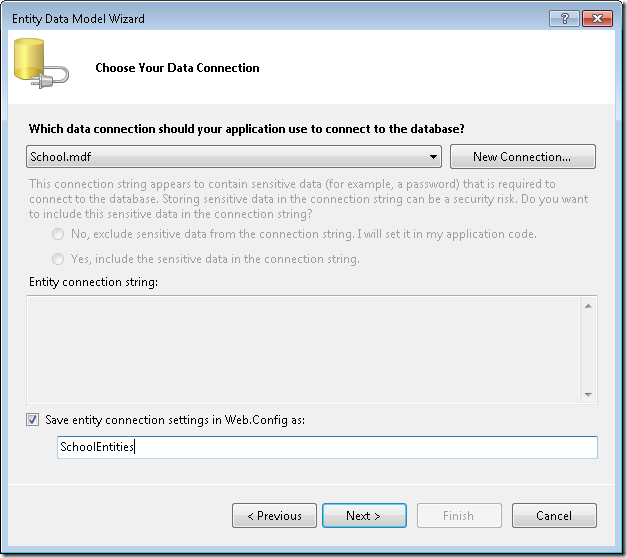 Entity Data Model Wizard
Choose Your Data Connection
Which data connection should your application use to connect to the database?
School.mdf
New Connection...
This connection string appears to contain sensitive data (for example, a password) that is required to
connect to the database. Storing sensitive data in the connection string can be a security risk. Do you want
to include this sensitive data in the connection string?
No, exclude sensitive data from the connection string. I will set it in my application code.
Yes, include the sensitive data in the connection string.
Entity connection string:
Save entity connection settings in Web.Config as:
SchoolEntities
< Previous
Next >
Finish
Cancel